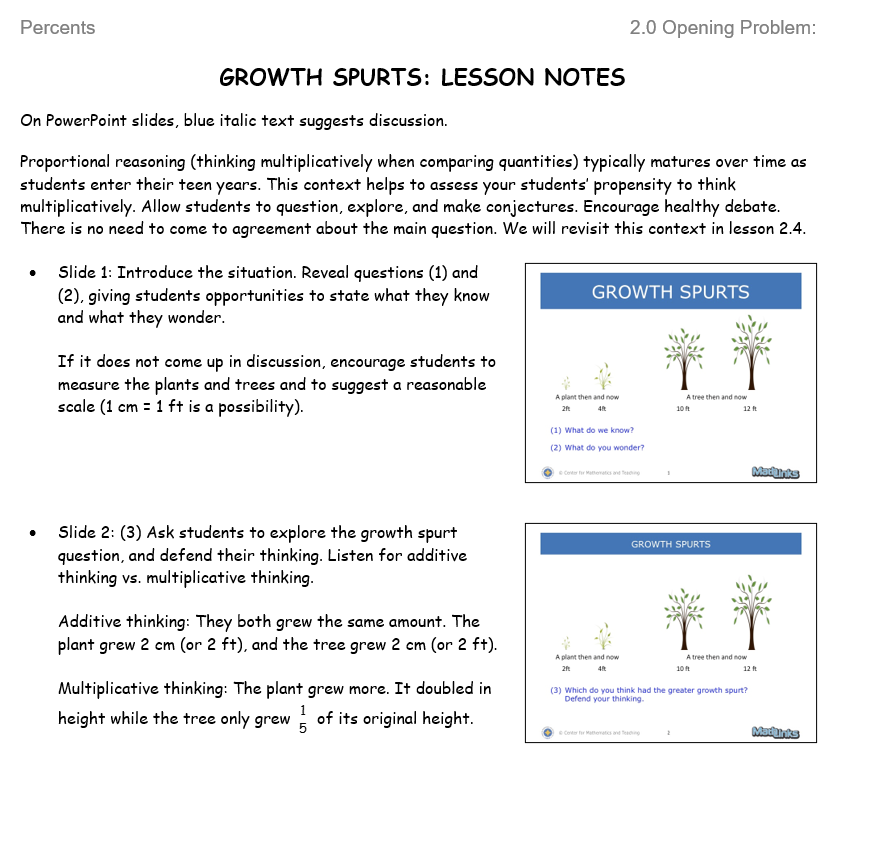 Percents
2.0 Opening Problem:
GROWTH SPURTS: LESSON NOTES
On PowerPoint slides, blue italic text suggests discussion.
Proportional reasoning (thinking multiplicatively when comparing quantities) typically matures over time as
students enter their teen years. This context helps to assess your students' propensity to think
multiplicatively. Allow students to question, explore, and make conjectures. Encourage healthy debate.
There is no need to come to agreement about the main question. We will revisit this context in lesson 2.4.
• Slide 1: Introduce the situation. Reveal questions (1) and
(2), giving students opportunities to state what they know
and what they wonder.
If it does not come up in discussion, encourage students to
measure the plants and trees and to suggest a reasonable
scale (1 cm = 1 ft is a possibility).
GROWTH SPURTS
A plant then and now A tree then and now
2ft 4ft 10 ft 12 ft
(1) What do we know?
(2) What do you wonder?
© Center for Mathematics and Teaching 1 MathLinks
• Slide 2: (3) Ask students to explore the growth spurt
question, and defend their thinking. Listen for additive
thinking vs. multiplicative thinking.
Additive thinking: They both grew the same amount. The
plant grew 2 cm (or 2 ft), and the tree grew 2 cm (or 2 ft).
Multiplicative thinking: The plant grew more. It doubled in
height while the tree only grew 1/5 of its original height.
GROWTH SPURTS
A plant then and now A tree then and now
2ft 4ft 10 ft 12 ft
(3) Which do you think had the greater growth spurt?
Defend your thinking.
© Center for Mathematics and Teaching 2 MathLinks